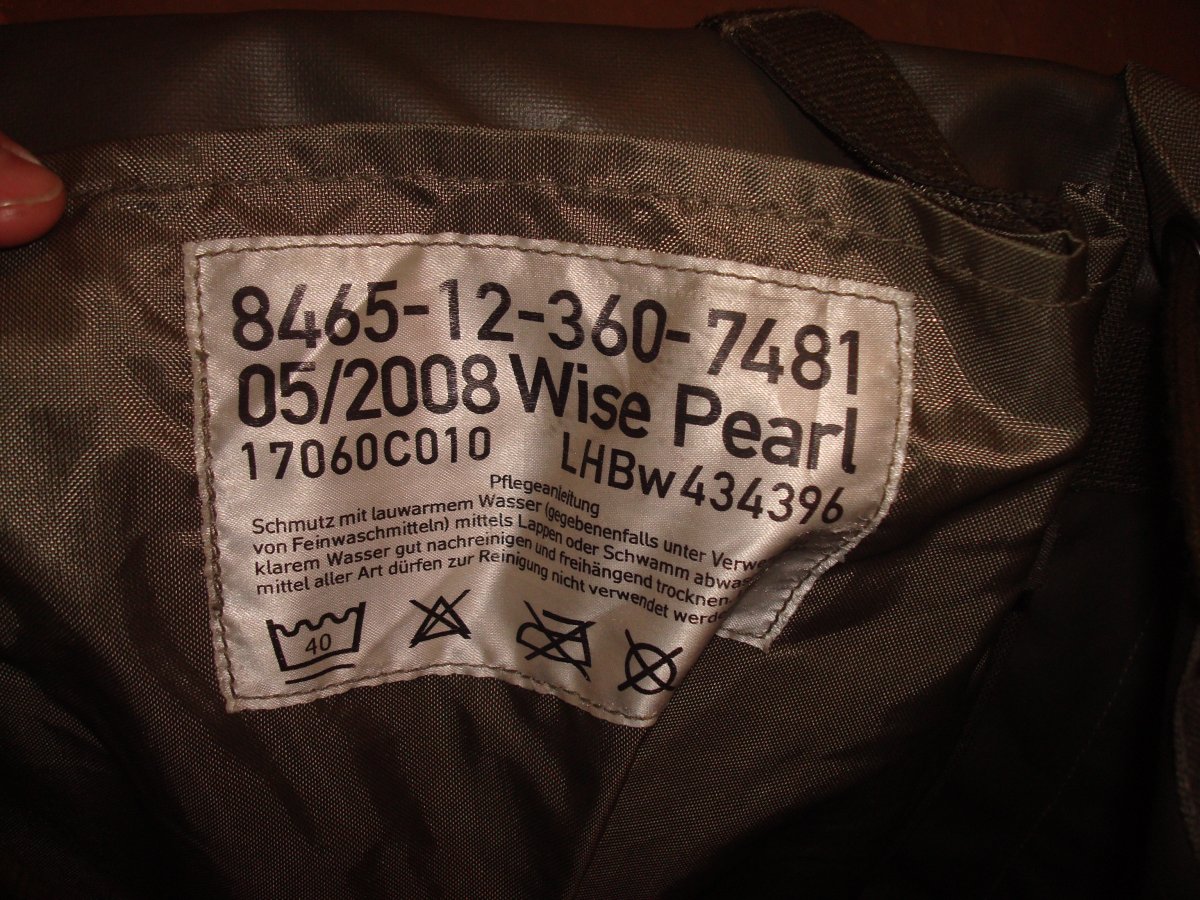 8465-12-360-7481
05/2008 Wise Pearl
17060C010 LHBw 434396
Pflegeanleitung
Schmutz mit lauwarmem Wasser (gegebenenfalls unter
von Feinwaschmitteln) mittels Lappen oder Schwamm
klarem Wasser gut nachreinigen und freihängend trocknen.
mittel aller Art dürfen zur Reinigung nicht verwendet
40